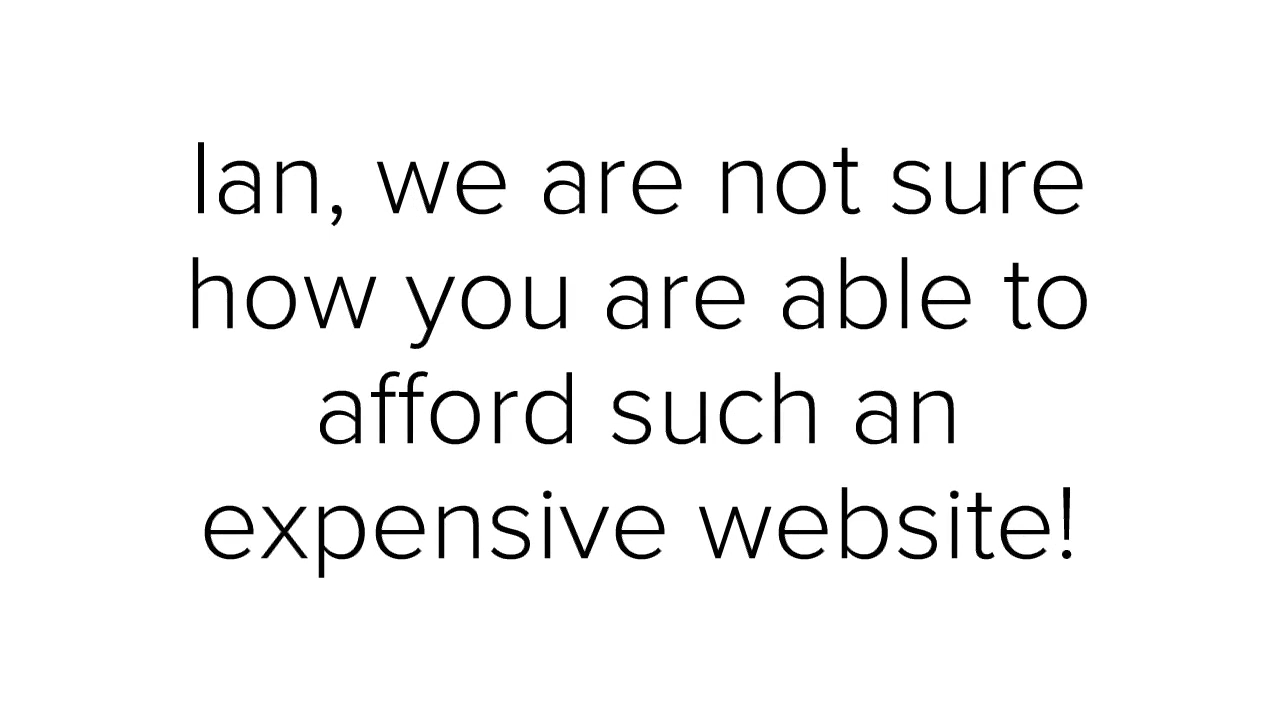 Ian, we are not sure
how you are able to
afford such an
expensive website!